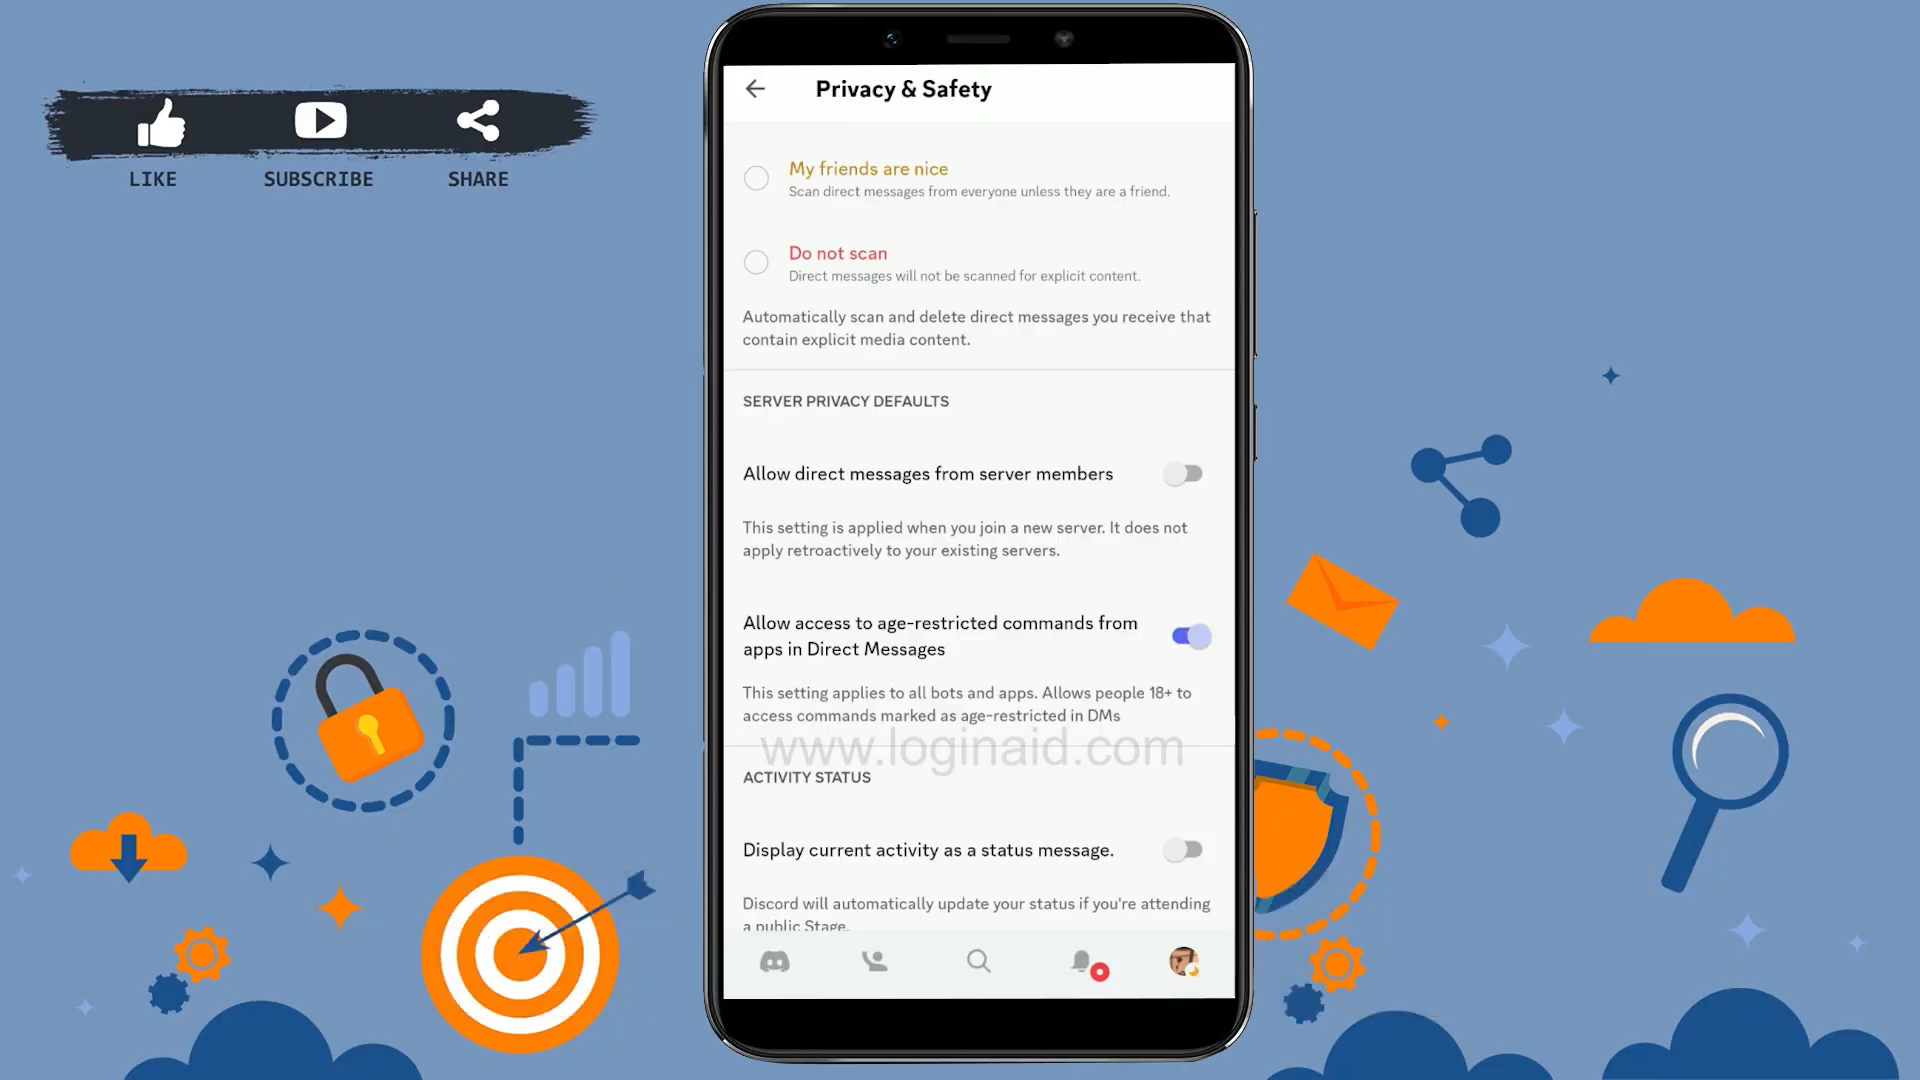 LIKE
SUBSCRIBE
SHARE
Privacy & Safety
My friends are nice
Scan direct messages from everyone unless they are a friend.
Do not scan
Direct messages will not be scanned for explicit content.
Automatically scan and delete direct messages you receive that
contain explicit media content.
SERVER PRIVACY DEFAULTS
Allow direct messages from server members
This setting is applied when you join a new server. It does not
apply retroactively to your existing servers.
Allow access to age-restricted commands from
apps in Direct Messages
This setting applies to all bots and apps. Allows people 18+ to
access commands marked as age-restricted in DMs
www.loginaid.com
ACTIVITY STATUS
Display current activity as a status message.
Discord will automatically update your status if you're attending
a public Stage.